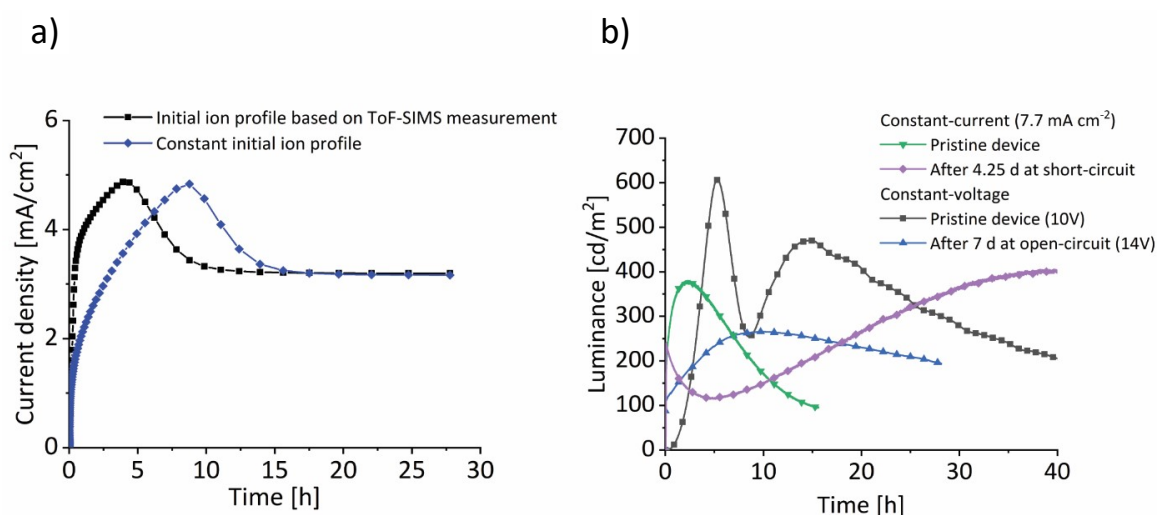 a)
Current density [mA/cm²]
6
4
2
0
Initial ion profile based on ToF-SIMS measurement
Constant initial ion profile
0 5 10 15 20 25 30
Time [h]
b)
Luminance [cd/m²]
700
600
500
400
300
200
100
0
Constant-current (7.7 mA cm⁻²)
Pristine device
After 4.25 d at short-circuit
Constant-voltage
Pristine device (10V)
After 7 d at open-circuit (14V)
0 10 20 30 40
Time [h]